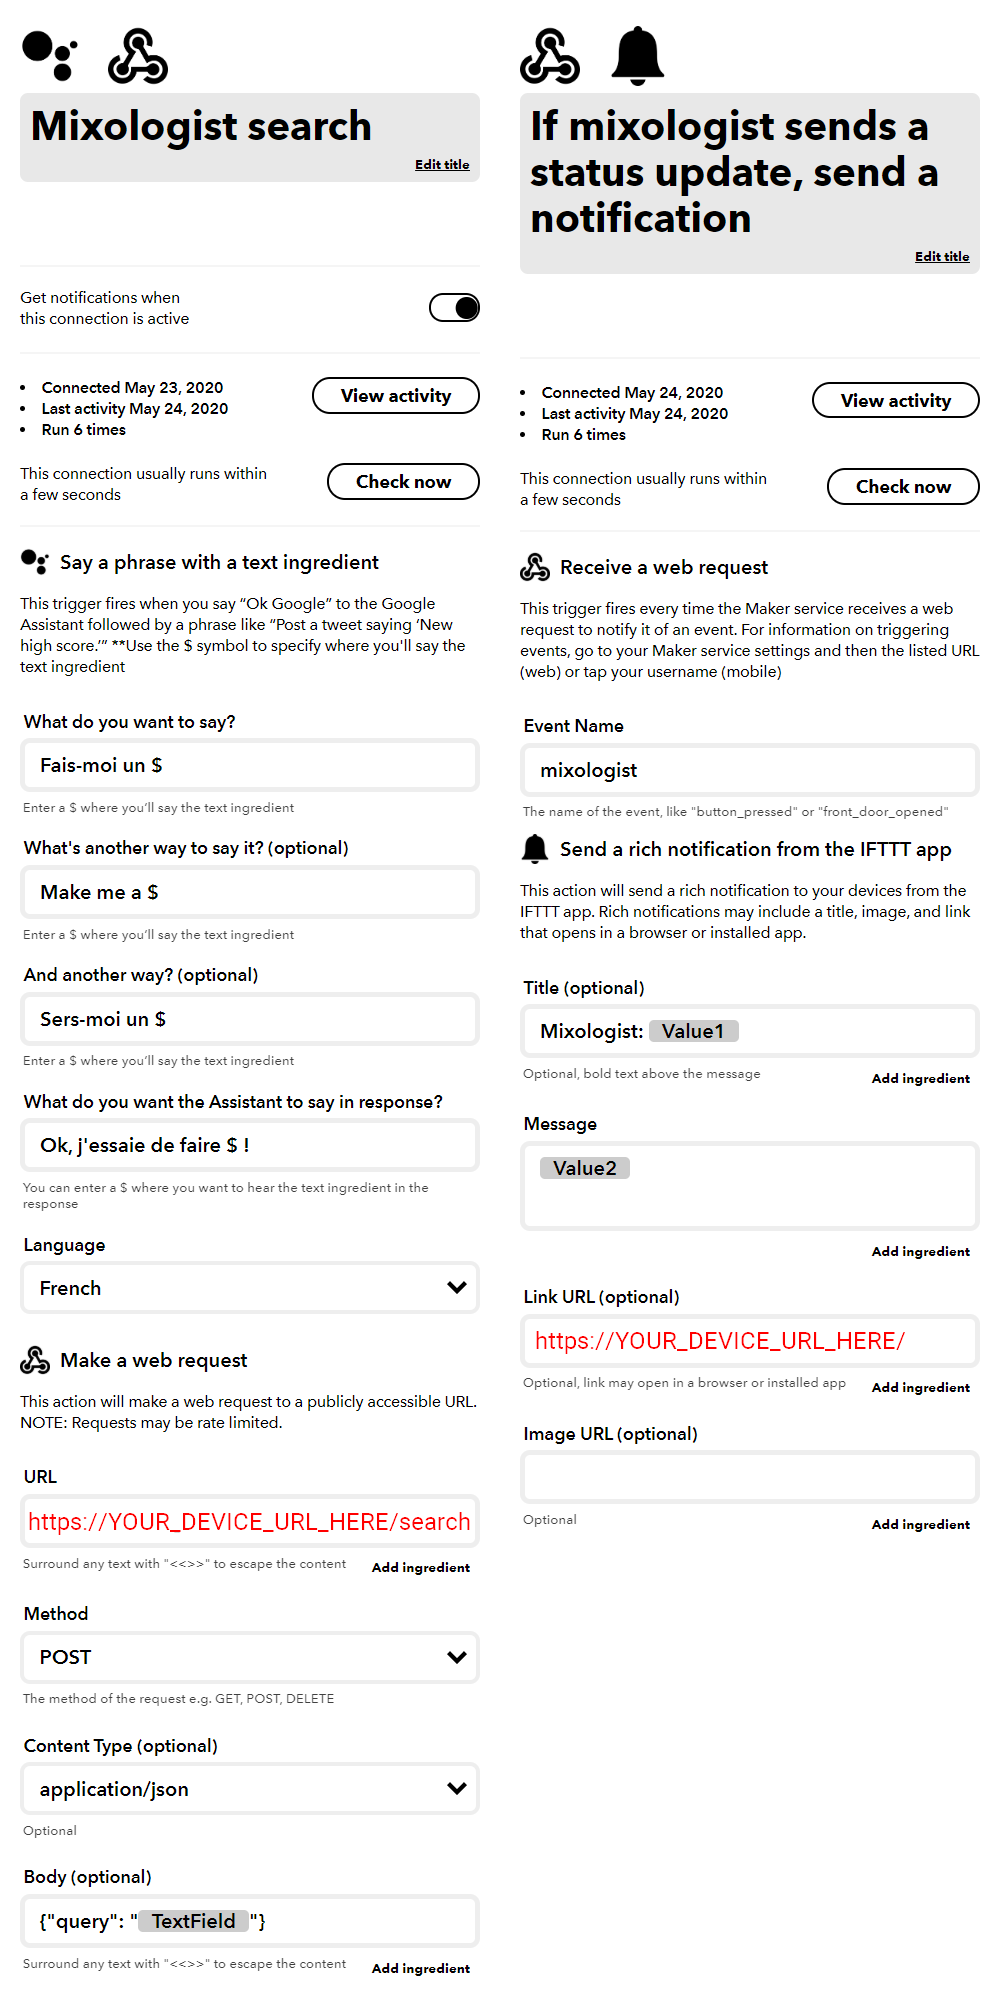 Mixologist search
Edit title
Get notifications when
this connection is active
Connected May 23, 2020
Last activity May 24, 2020
Run 6 times
View activity
This connection usually runs within
a few seconds
Check now
Say a phrase with a text ingredient
This trigger fires when you say “Ok Google” to the Google
Assistant followed by a phrase like “Post a tweet saying ‘New
high score.’” **Use the $ symbol to specify where you'll say the
text ingredient
What do you want to say?
Fais-moi un $
Enter a $ where you’ll say the text ingredient
What's another way to say it? (optional)
Make me a $
Enter a $ where you’ll say the text ingredient
And another way? (optional)
Sers-moi un $
Enter a $ where you’ll say the text ingredient
What do you want the Assistant to say in response?
Ok, j'essaie de faire $ !
You can enter a $ where you want to hear the text ingredient in the
response
Language
French
Make a web request
This action will make a web request to a publicly accessible URL.
NOTE: Requests may be rate limited.
URL
https://YOUR_DEVICE_URL_HERE/search
Surround any text with "<<>>" to escape the content
Add ingredient
Method
POST
The method of the request e.g. GET, POST, DELETE
Content Type (optional)
application/json
Optional
Body (optional)
{"query": " TextField "}
Surround any text with "<<>>" to escape the content
Add ingredient
If mixologist sends a
status update, send a
notification
Edit title
Connected May 24, 2020
Last activity May 24, 2020
Run 6 times
View activity
This connection usually runs within
a few seconds
Check now
Receive a web request
This trigger fires every time the Maker service receives a web
request to notify it of an event. For information on triggering
events, go to your Maker service settings and then the listed URL
(web) or tap your username (mobile)
Event Name
mixologist
The name of the event, like "button_pressed" or "front_door_opened"
Send a rich notification from the IFTTT app
This action will send a rich notification to your devices from the
IFTTT app. Rich notifications may include a title, image, and link
that opens in a browser or installed app.
Title (optional)
Mixologist: Value1
Optional, bold text above the message
Add ingredient
Message
Value2
Add ingredient
Link URL (optional)
https://YOUR_DEVICE_URL_HERE/
Optional, link may open in a browser or installed app
Add ingredient
Image URL (optional)
Optional
Add ingredient